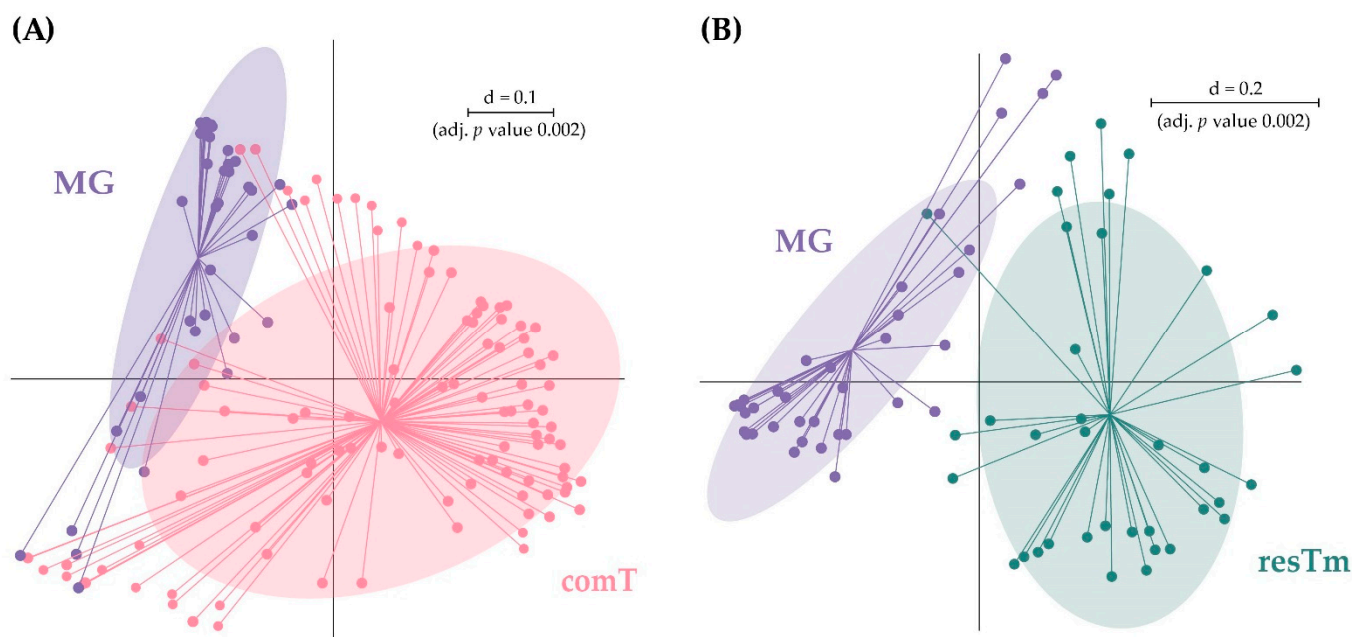 (A)
MG
d = 0.1
(adj. p value 0.002)
comT
(B)
MG
d = 0.2
(adj. p value 0.002)
resTm